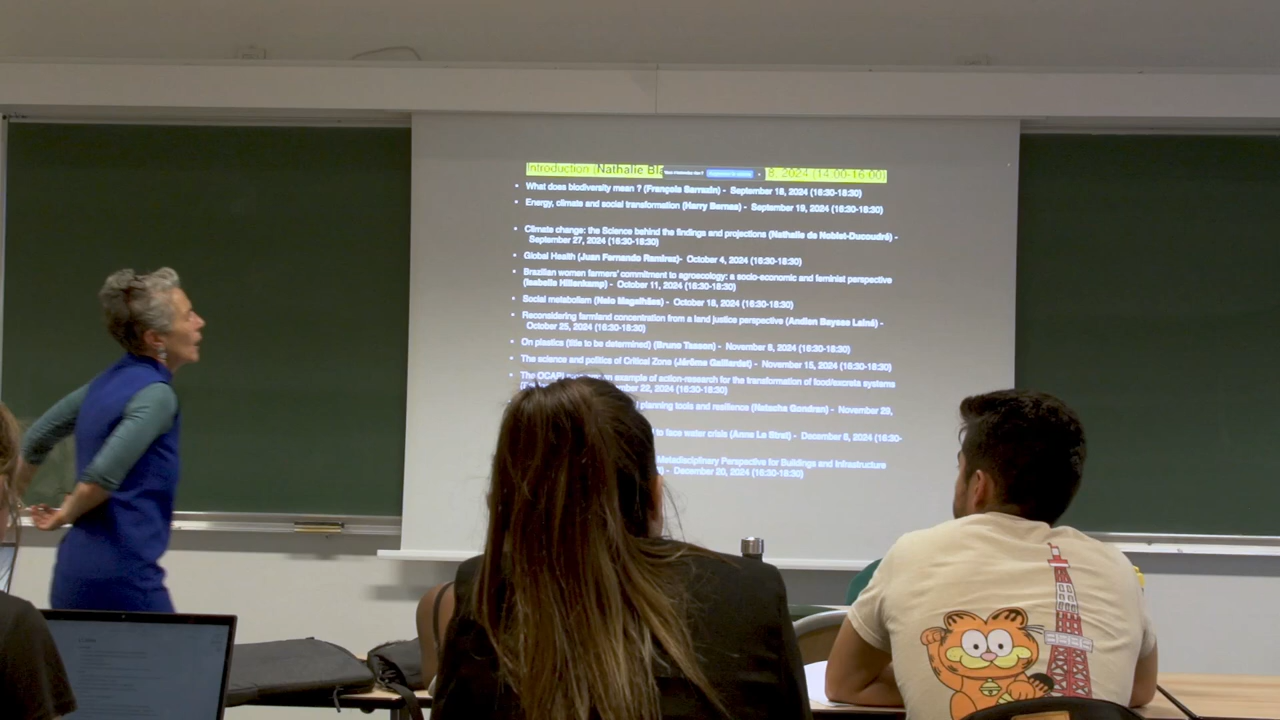 Introduction (Nathalie Bla
8, 2024 (14:00-16:00)
• What does biodiversity mean ? (François Sarrazin) - September 18, 2024 (16:30-18:30)
• Energy, climate and social transformation (Harry Bernas) - September 19, 2024 (16:30-18:30)
• Climate change: the Science behind the findings and projections (Nathalie de Noblet-Ducoudré) -
September 27, 2024 (16:30-18:30)
• Global Health (Juan Fernando Ramirez)- October 4, 2024 (16:30-18:30)
• Brazilian women farmers' commitment to agroecology: a socio-economic and feminist perspective
(Isabelle Hillenkamp) - October 11, 2024 (16:30-18:30)
• Social metabolism (Nelo Magalhães) - October 18, 2024 (16:30-18:30)
• Reconsidering farmland concentration from a land justice perspective (Adrien Bayse Lainé) -
October 25, 2024 (16:30-18:30)
• On plastics (title to be determined) (Bruno Tassin) - November 8, 2024 (16:30-18:30)
• The science and politics of Critical Zone (Jérôme Gaillardet) - November 15, 2024 (16:30-18:30)
• The OCAPI an example of action-research for the transformation of food/excreta systems
mber 22, 2024 (16:30-18:30)
planning tools and resilience (Natacha Gondran) - November 29,
to face water crisis (Anne Le Strat) - December 6, 2024 (16:30-
Metadisciplinary Perspective for Buildings and Infrastructure
- December 20, 2024 (16:30-18:30)